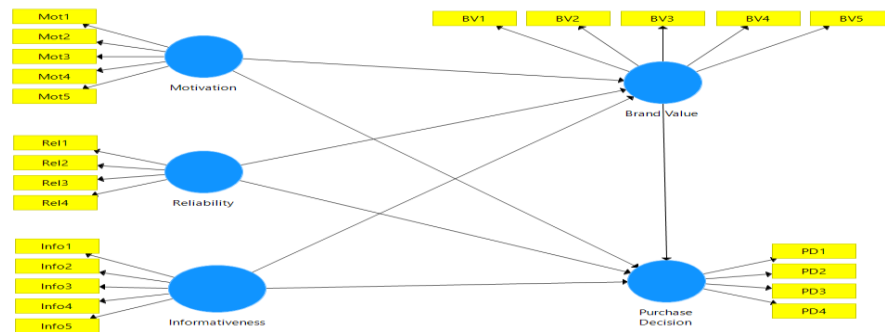 Mot1
Mot2
Mot3
Mot4
Mot5
Motivation
BV1
BV2
BV3
BV4
BV5
Brand Value
Rel1
Rel2
Rel3
Rel4
Reliability
Info1
Info2
Info3
Info4
Info5
Informativeness
PD1
PD2
PD3
PD4
Purchase
Decision